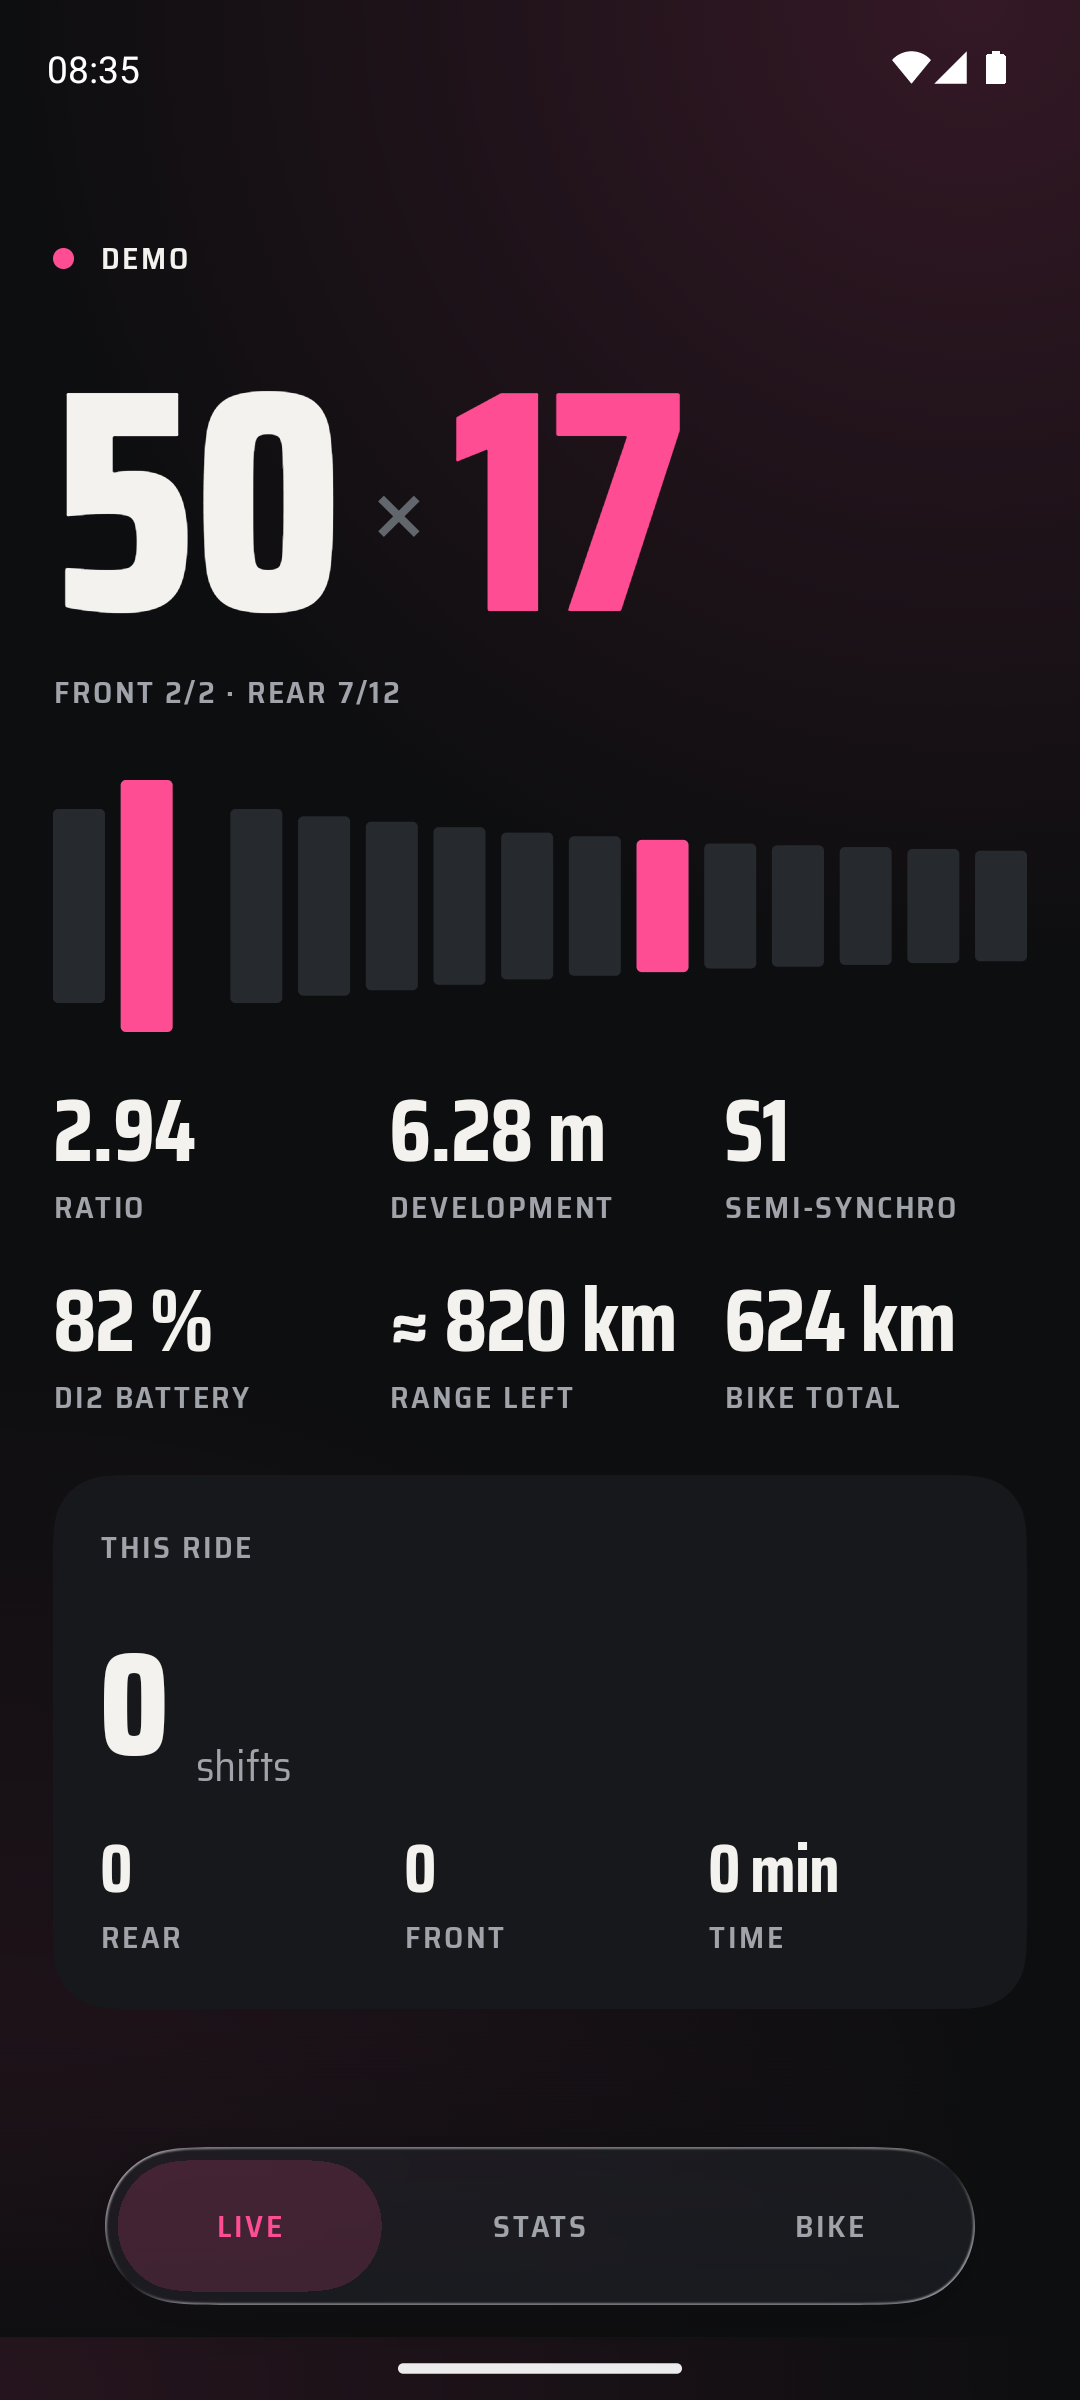 08:35
DEMO
50 × 17
FRONT 2/2 · REAR 7/12
2.94 6.28 m S1
RATIO DEVELOPMENT SEMI-SYNCHRO
82 % ≈ 820 km 624 km
DI2 BATTERY RANGE LEFT BIKE TOTAL
THIS RIDE
0 shifts
0 0 0 min
REAR FRONT TIME
LIVE STATS BIKE